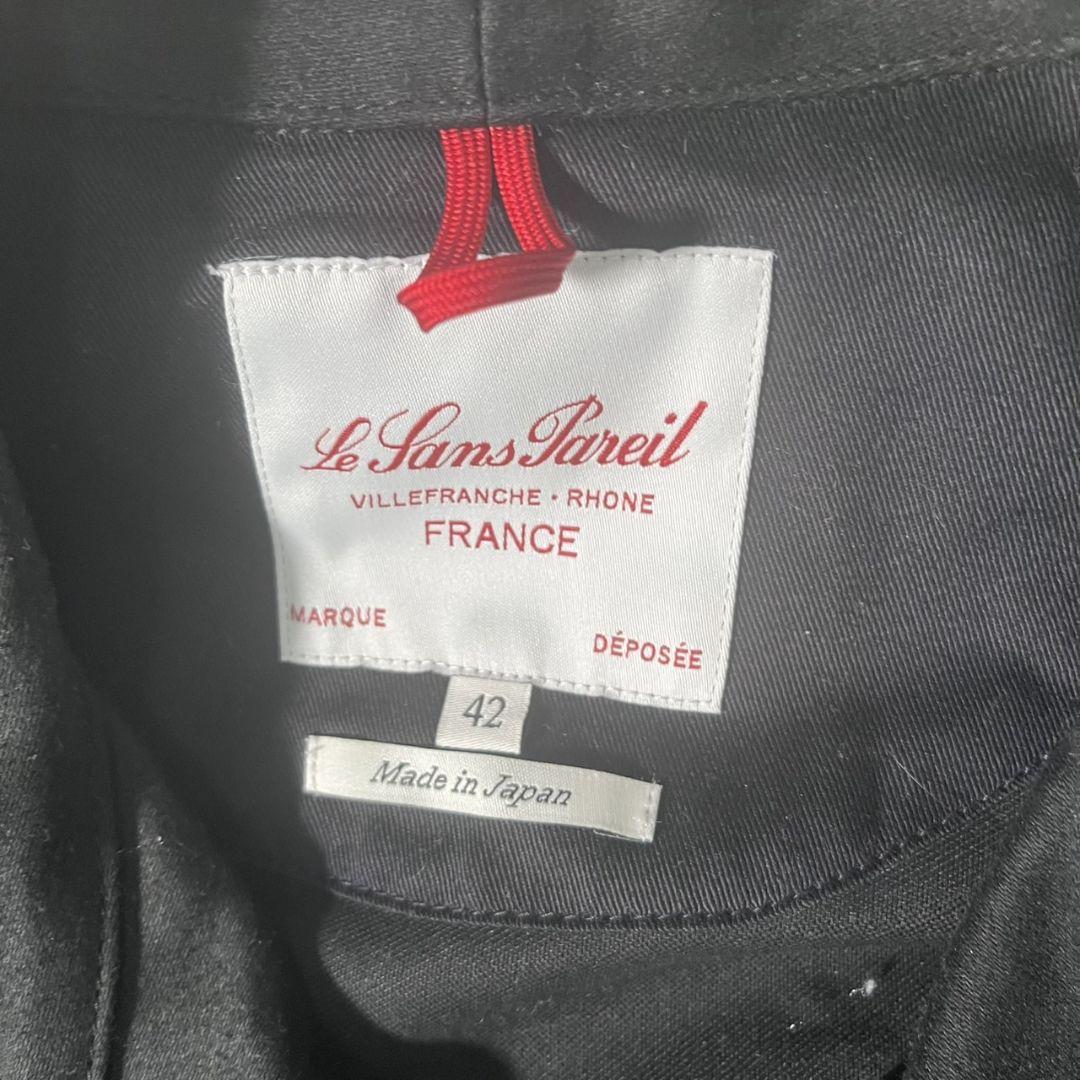 Le Sans Pareil
VILLEFRANCHE · RHONE
FRANCE
MARQUE
DÉPOSÉE
42
Made in Japan